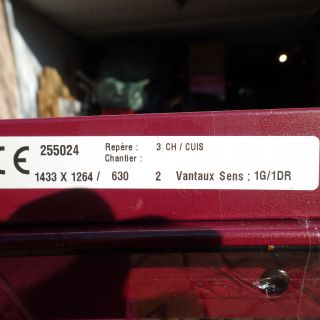 CE 255024 Repère : 3 CH / CUIS
Chantier :
1433 X 1264 / 630 2 Vantaux Sens : 1G/1DR